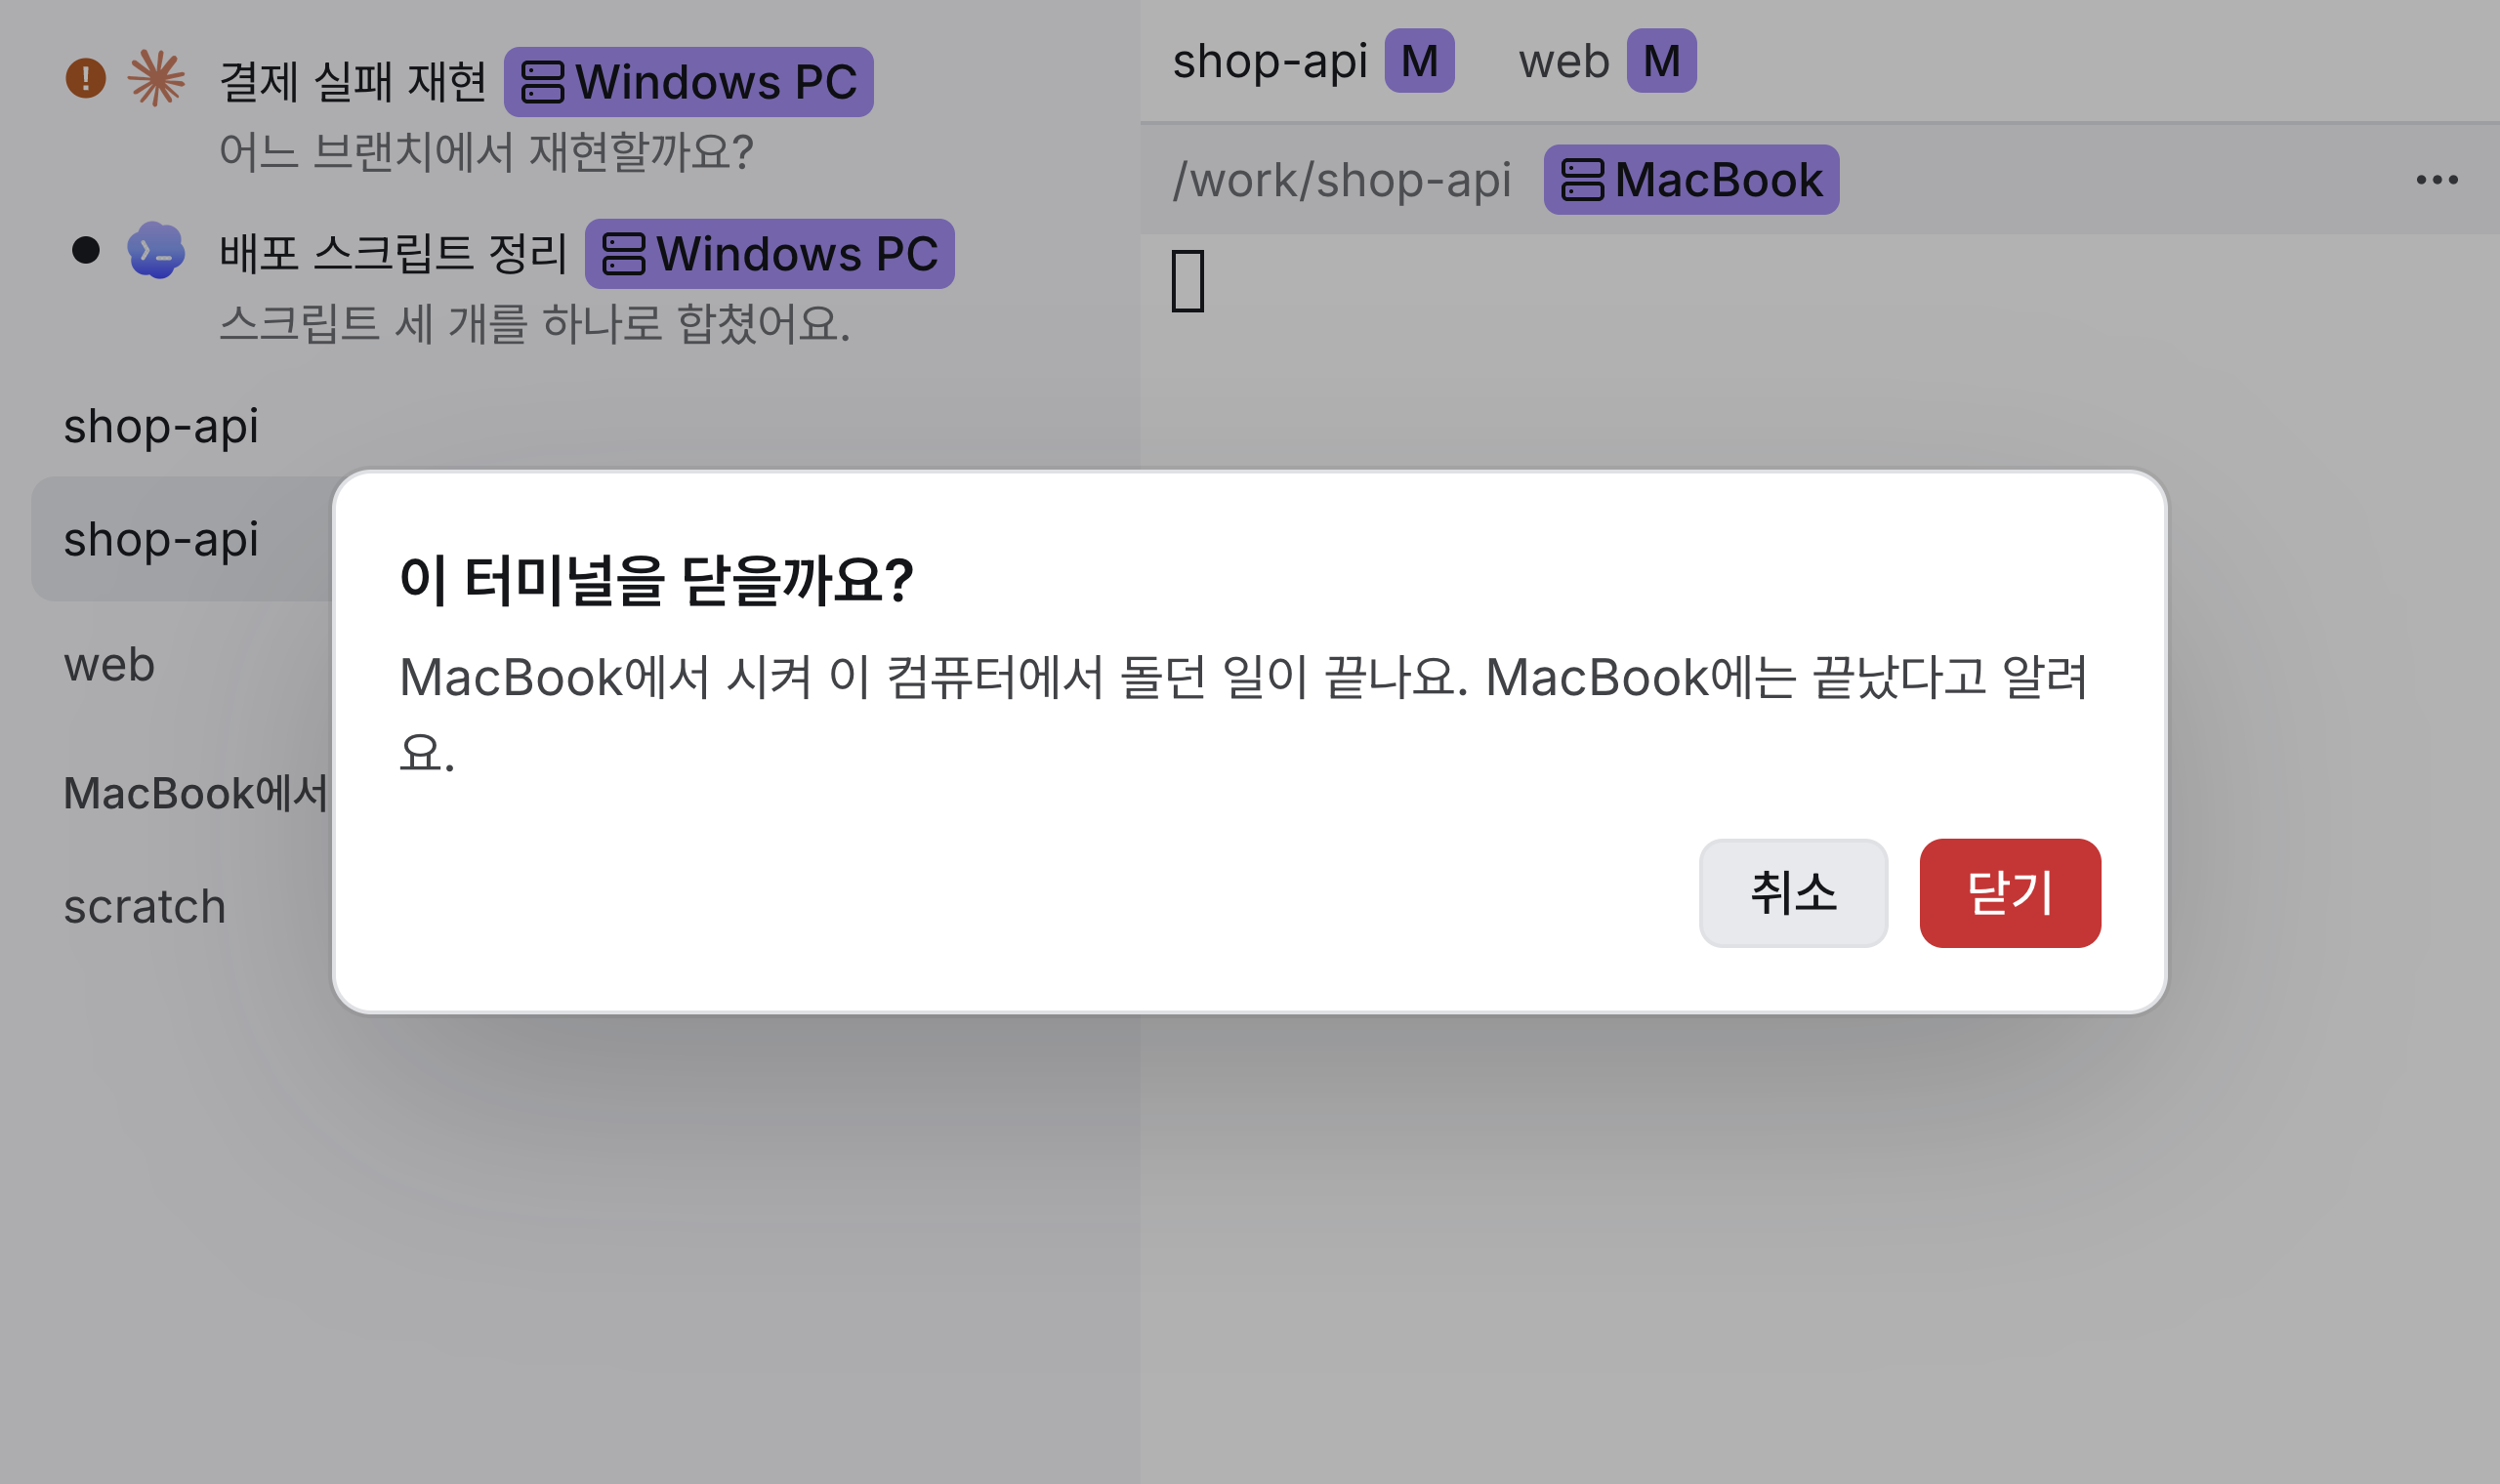 결제 실패 재현 Windows PC
어느 브랜치에서 재현할까요?
배포 스크립트 정리 Windows PC
스크립트 세 개를 하나로 합쳤어요.
shop-api
shop-api
web
MacBook에서
scratch
shop-api M web M
/work/shop-api MacBook
이 터미널을 닫을까요?
MacBook에서 시켜 이 컴퓨터에서 돌던 일이 끝나요. MacBook에는 끝났다고 알려
요.
취소 닫기